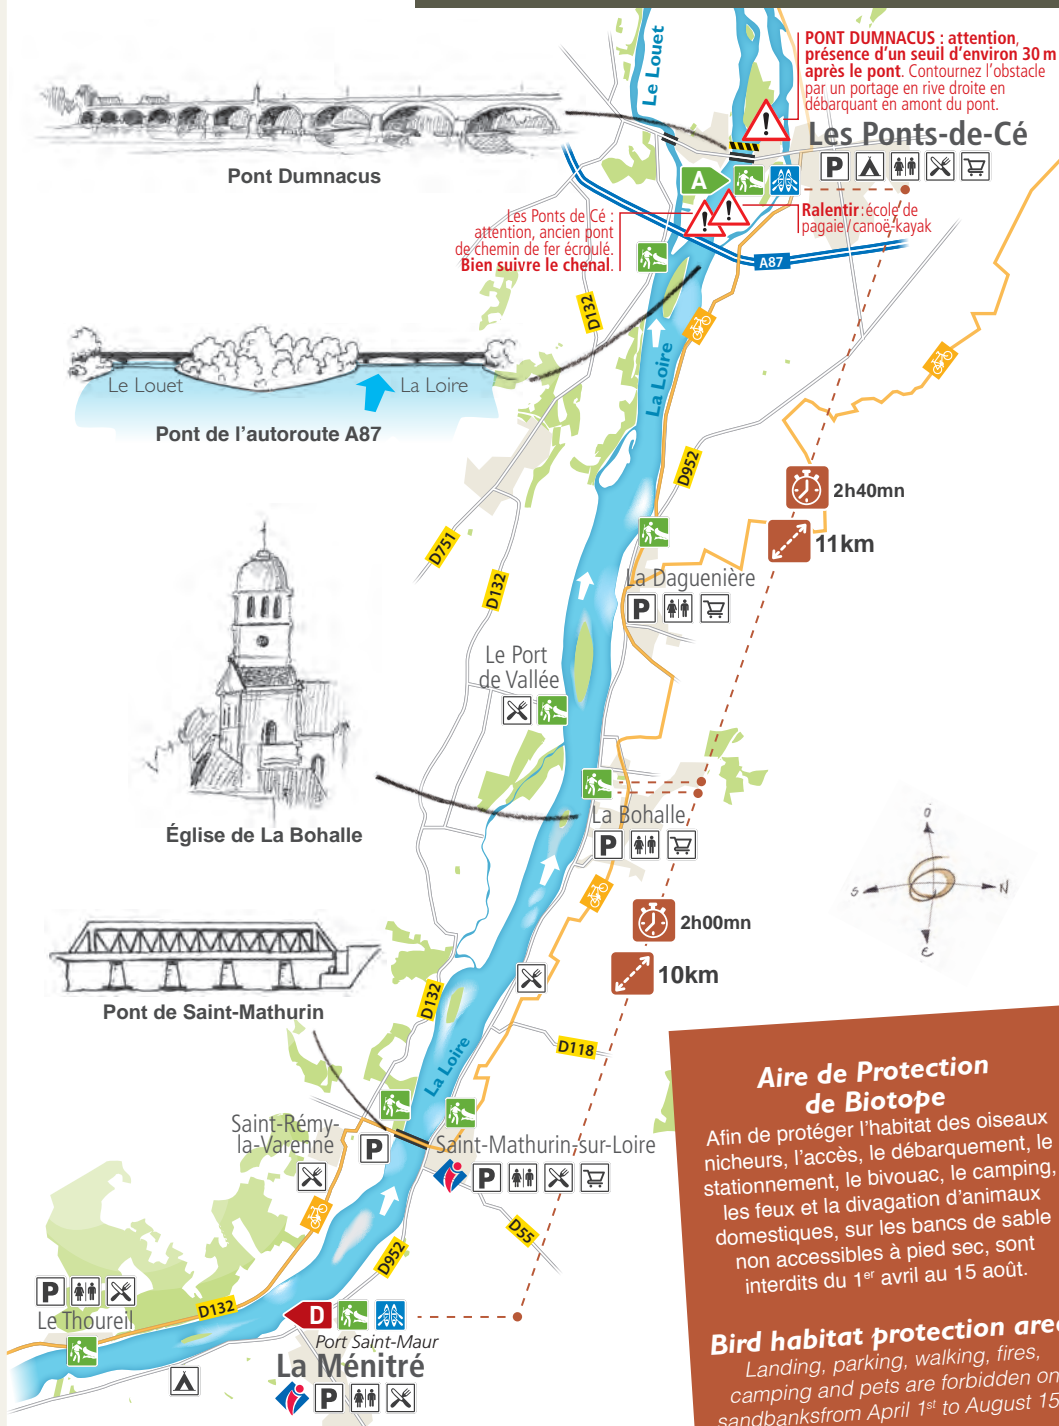 Le Louet
PONT DUMNACUS : attention,
présence d'un seuil d'environ 30 m
après le pont. Contournez l'obstacle
par un portage en rive droite en
débarquant en amont du pont.
Les Ponts-de-Cé
P
Pont Dumnacus
A
Les Ponts de Cé :
attention, ancien pont
de chemin de fer écroulé.
Bien suivre le chenal.
Ralentir : école de
pagaie/canoë-kayak
A87
D132
La Loire
Le Louet
La Loire
Pont de l'autoroute A87
D952
2h40mn
11km
D751
D132
La Daguenière
P
Le Port
de Vallée
La Bohalle
P
Église de La Bohalle
O
S
N
E
2h00mn
10km
Pont de Saint-Mathurin
D132
D118
La Loire
Saint-Rémy-
la-Varenne
P
Saint-Mathurin-sur-Loire
P
D55
D952
P
Le Thoureil
D132
D
Port Saint-Maur
La Ménitré
P
Aire de Protection
de Biotope
Afin de protéger l'habitat des oiseaux
nicheurs, l'accès, le débarquement, le
stationnement, le bivouac, le camping,
les feux et la divagation d'animaux
domestiques, sur les bancs de sable
non accessibles à pied sec, sont
interdits du 1er avril au 15 août.
Bird habitat protection area
Landing, parking, walking, fires,
camping and pets are forbidden on
sandbanksfrom April 1st to August 15